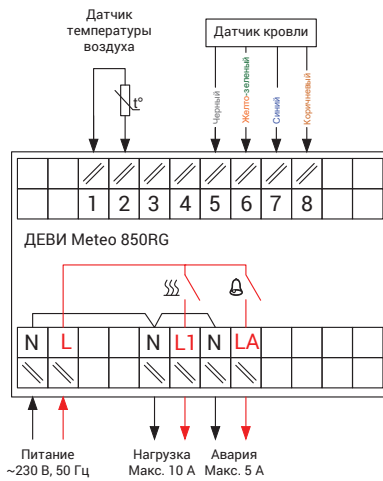 Датчик
температуры
воздуха
Датчик кровли
t°
Черный
Желто-зеленый
Синий
Коричневый
1 2 3 4 5 6 7 8
ДЕВИ Meteo 850RG
N L N L1 N LA
Питание
~230 В, 50 Гц
Нагрузка
Макс. 10 А
Авария
Макс. 5 А